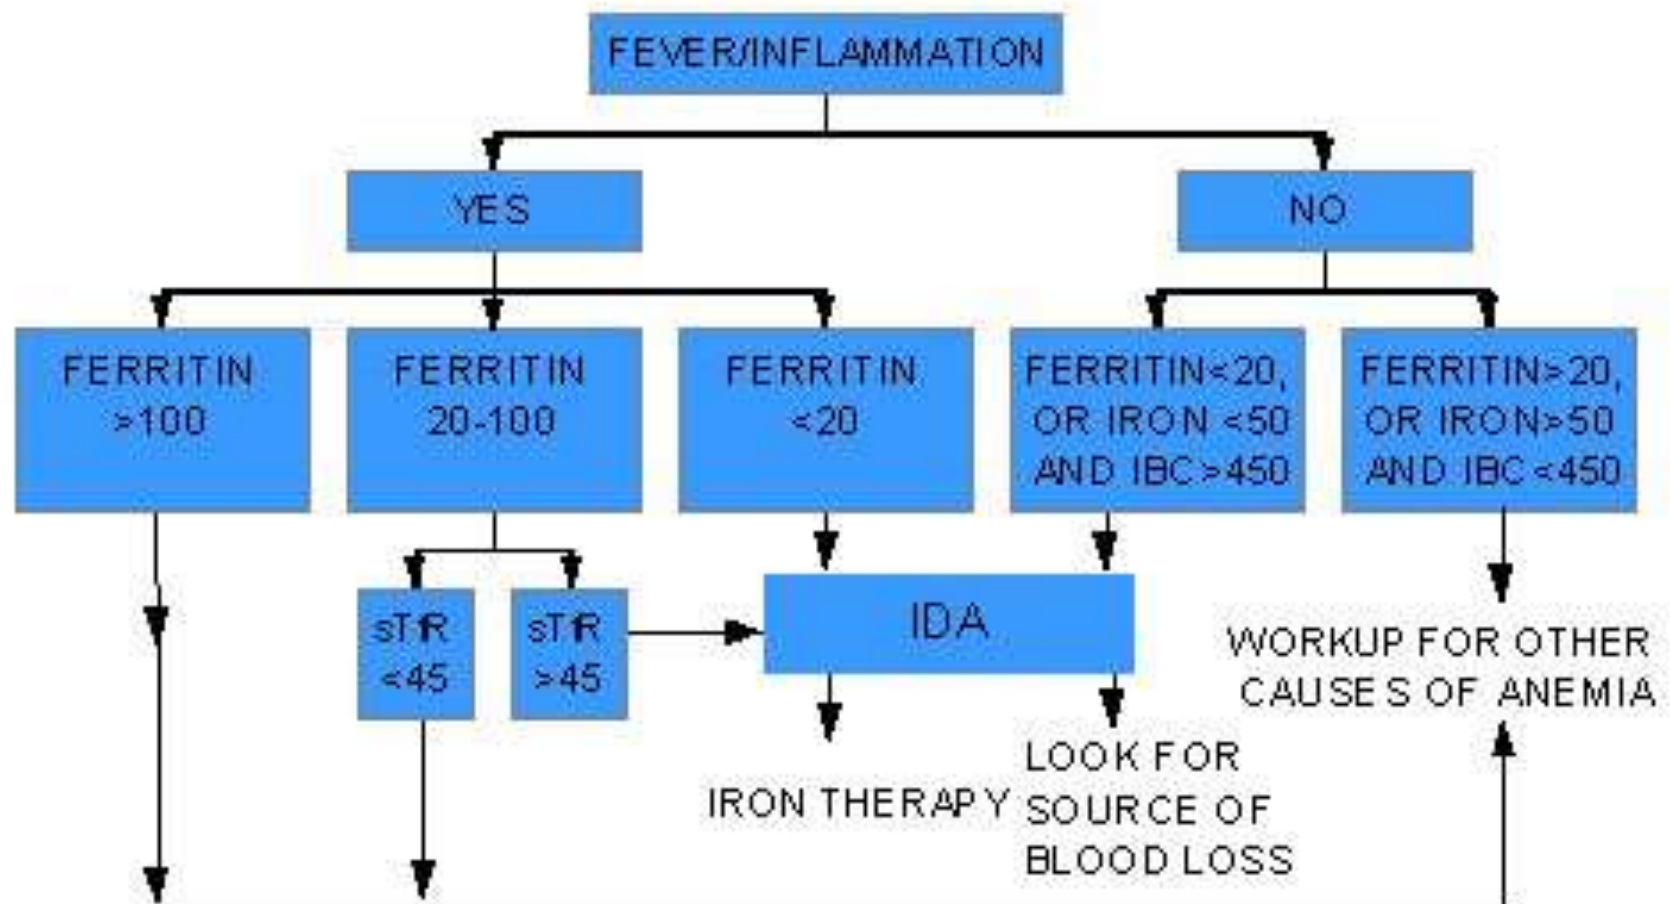 FEVER/INFLAMMATION
YES
NO
FERRITIN
>100
FERRITIN
20-100
FERRITIN
<20
FERRITIN<20,
OR IRON <50
AND IBC>450
FERRITIN>20,
OR IRON>50
AND IBC<450
sTfR
<45
sTfR
>45
IDA
WORKUP FOR OTHER
CAUSES OF ANEMIA
IRON THERAPY
LOOK FOR
SOURCE OF
BLOOD LOSS